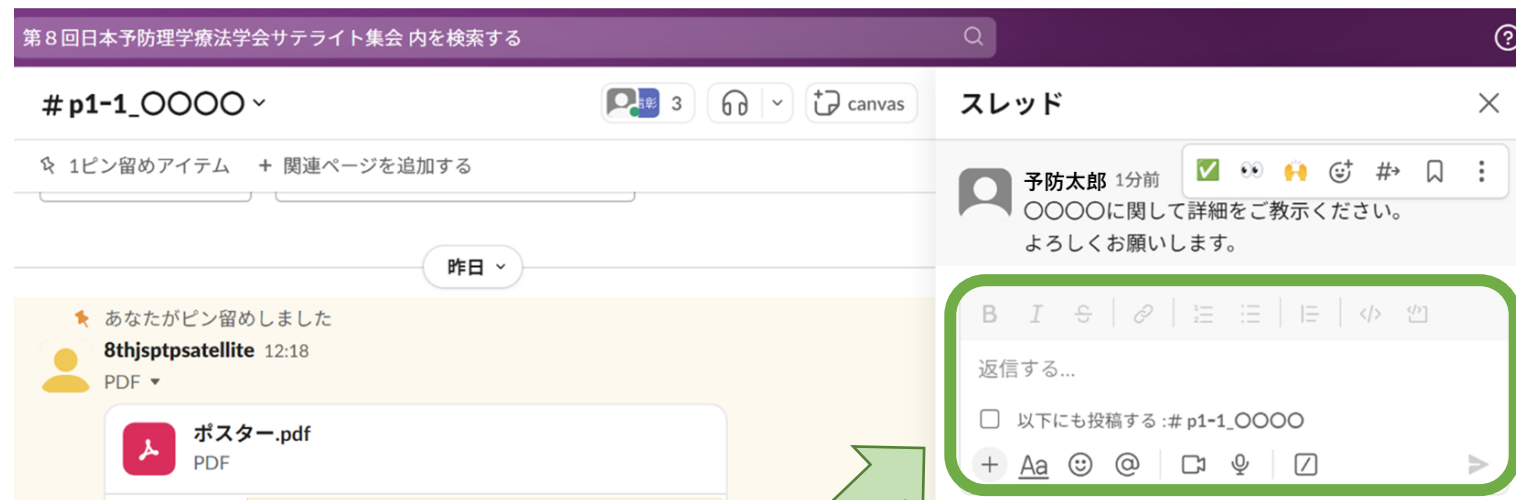 第8回日本予防理学療法学会サテライト集会 内を検索する
# p1-1_〇〇〇〇
3
canvas
1ピン留めアイテム + 関連ページを追加する
昨日
あなたがピン留めしました
8thjsptpsatellite 12:18
PDF
ポスター.pdf
PDF
スレッド
予防太郎 1分前
〇〇〇〇に関して詳細をご教示ください。
よろしくお願いします。
B I S
返信する...
以下にも投稿する :# p1-1_〇〇〇〇
+ Aa @